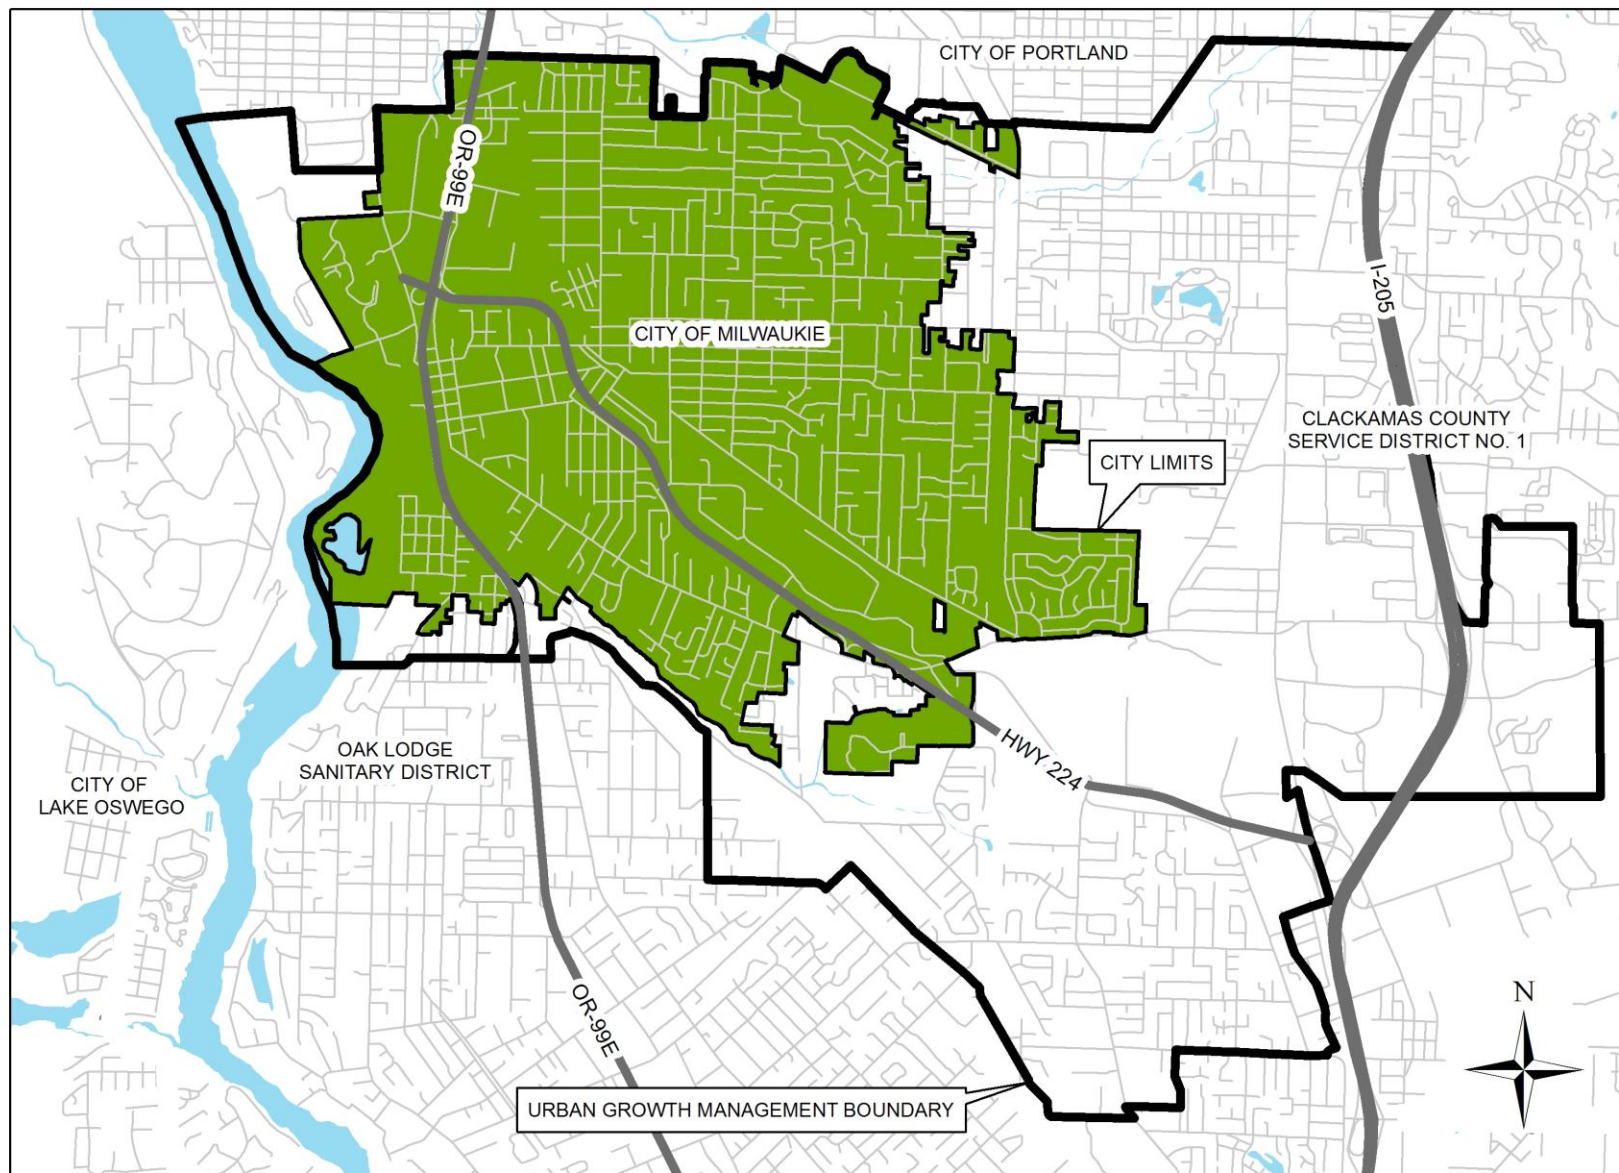 CITY OF PORTLAND
OR-99E
I-205
CITY OF MILWAUKIE
CLACKAMAS COUNTY
SERVICE DISTRICT NO. 1
CITY LIMITS
OAK LODGE
SANITARY DISTRICT
HWY 224
CITY OF
LAKE OSWEGO
OR-99E
N
URBAN GROWTH MANAGEMENT BOUNDARY